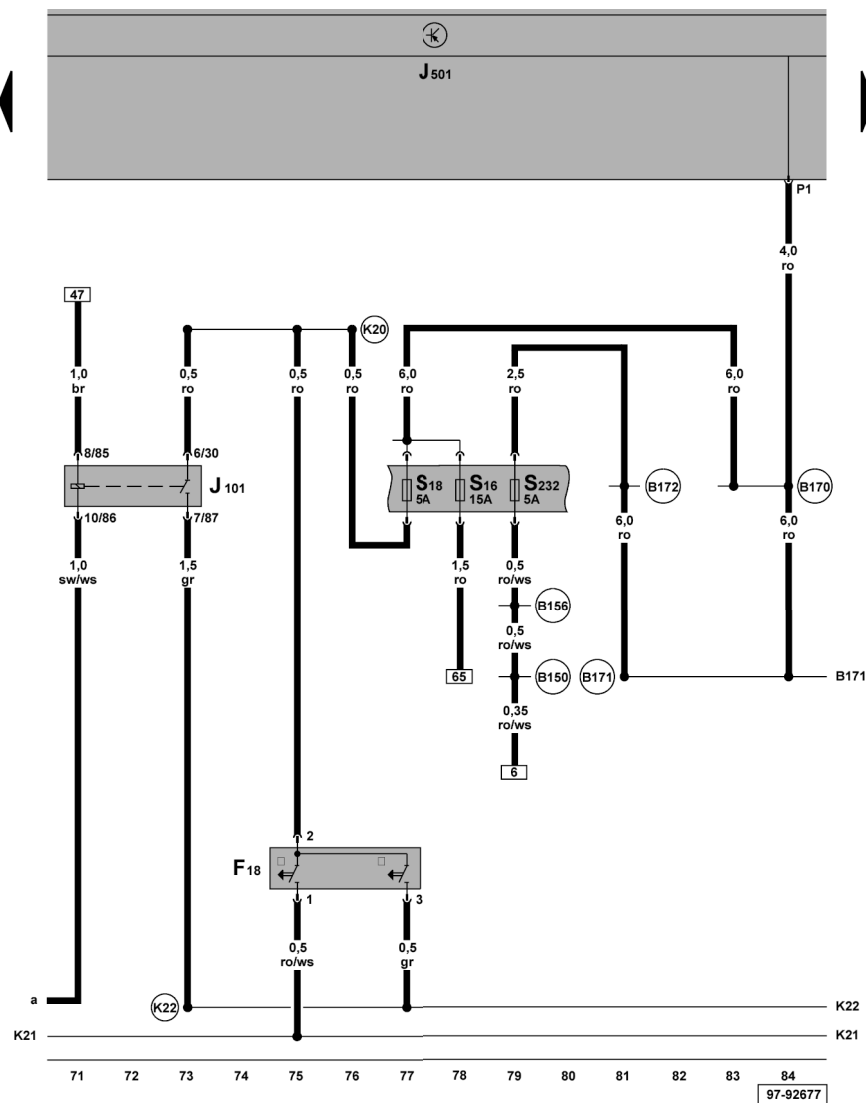 J501
P1
4,0
ro
47
K20
1,0
br
0,5
ro
0,5
ro
0,5
ro
6,0
ro
2,5
ro
6,0
ro
8/85
6/30
J101
S18
5A
S16
15A
S232
5A
B172
B170
10/86
7/87
1,0
sw/ws
1,5
gr
1,5
ro
0,5
ro/ws
6,0
ro
6,0
ro
B156
0,5
ro/ws
65
B150
B171
B171
0,35
ro/ws
6
2
F18
1
3
0,5
ro/ws
0,5
gr
a
K22
K22
K21
K21
71 72 73 74 75 76 77 78 79 80 81 82 83 84
97-92677